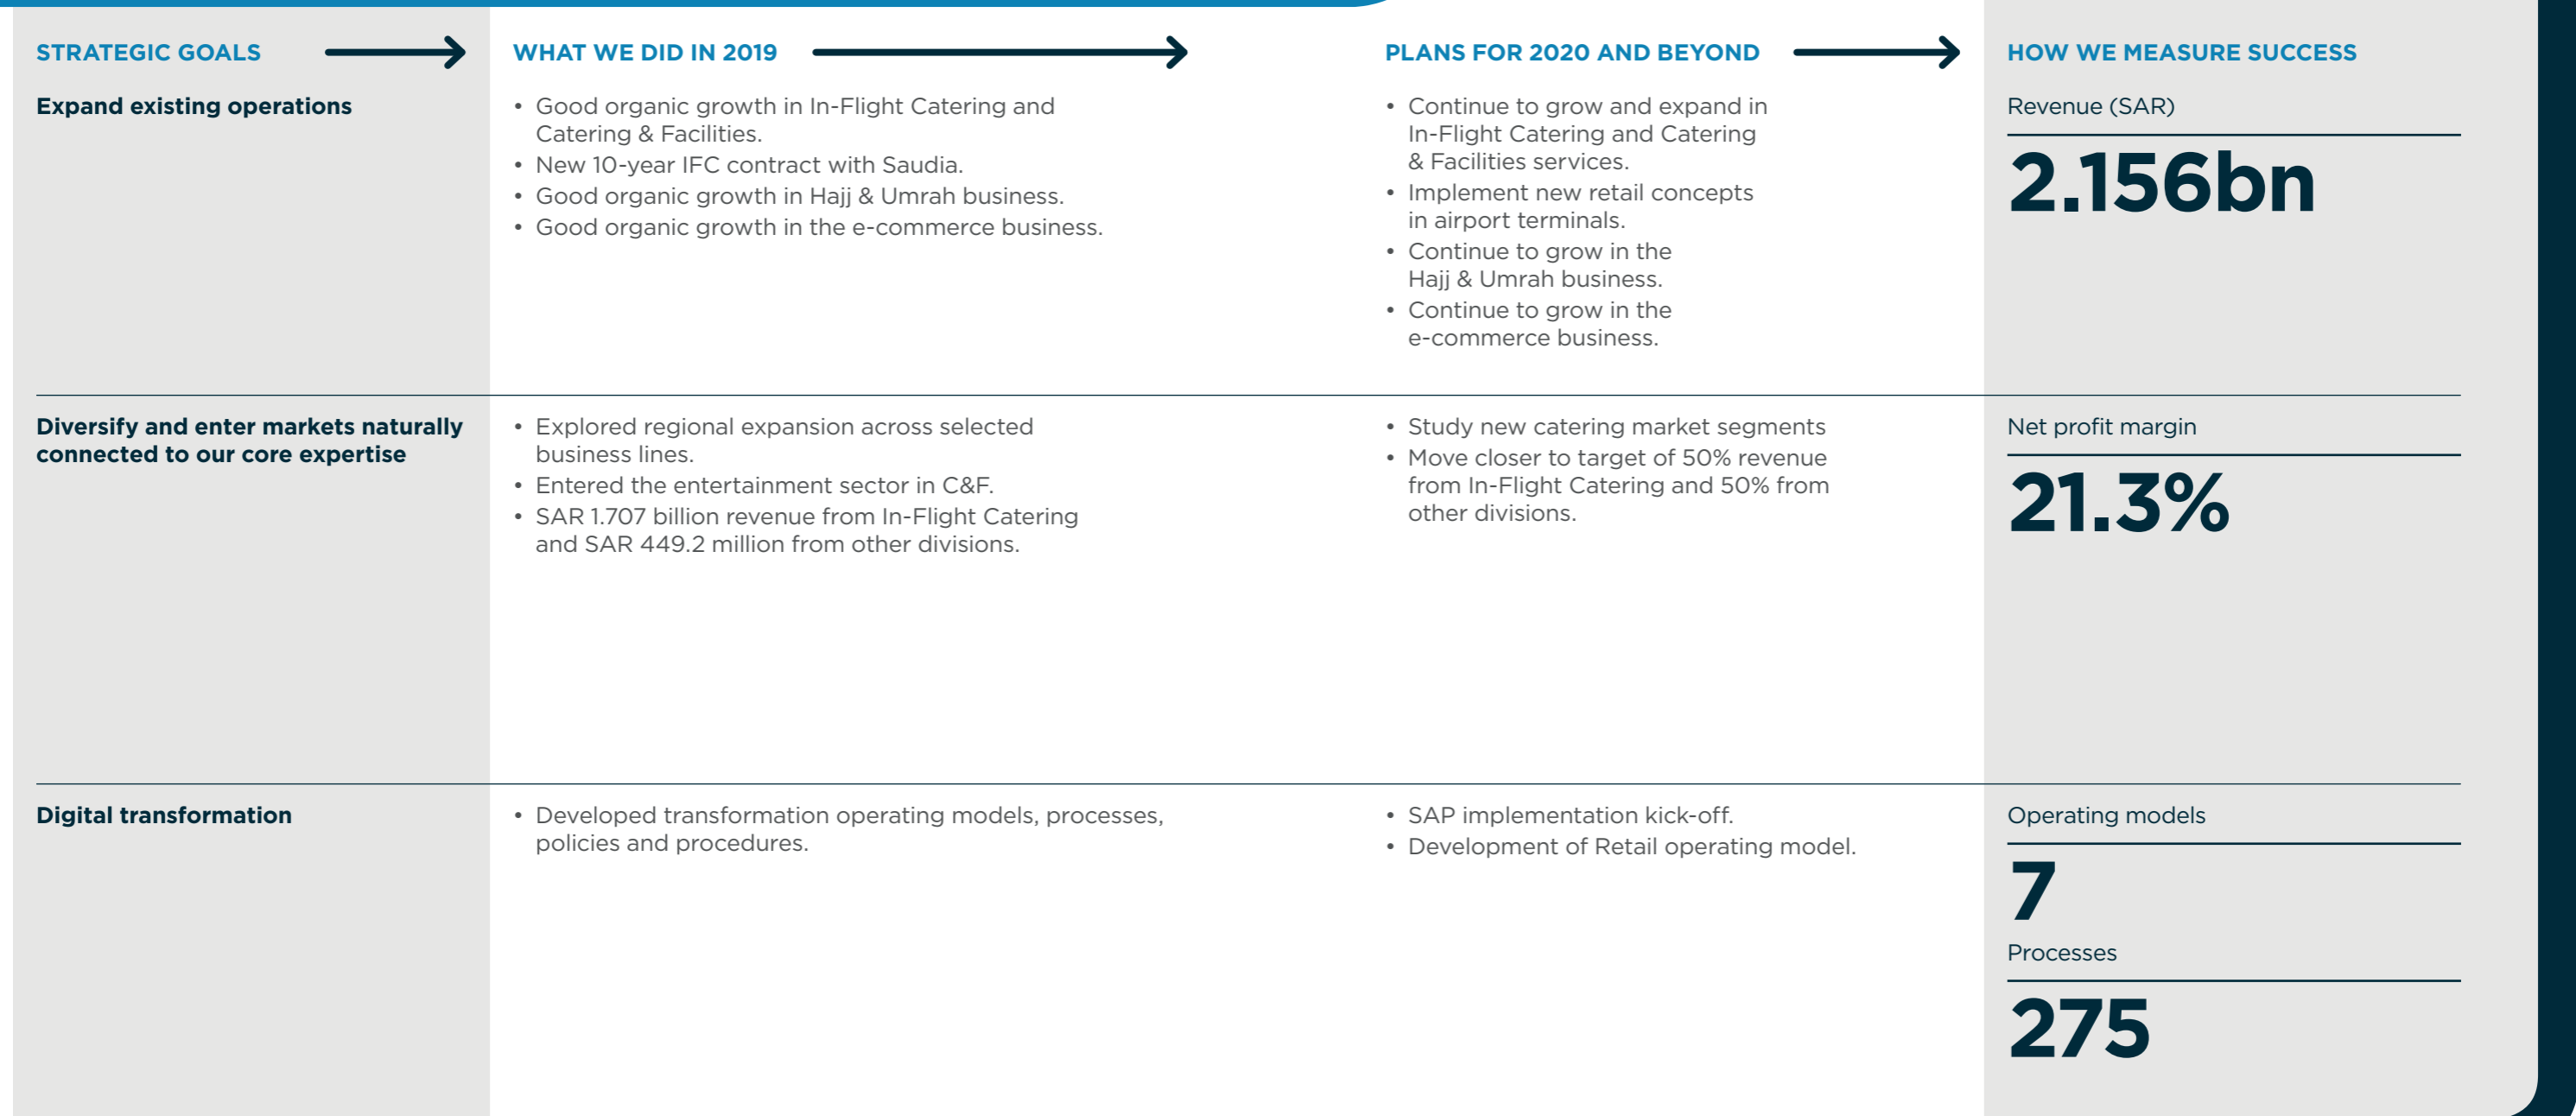 STRATEGIC GOALS
WHAT WE DID IN 2019
PLANS FOR 2020 AND BEYOND
HOW WE MEASURE SUCCESS
Expand existing operations
• Good organic growth in In-Flight Catering and
Catering & Facilities.
• New 10-year IFC contract with Saudia.
• Good organic growth in Hajj & Umrah business.
• Good organic growth in the e-commerce business.
• Continue to grow and expand in
In-Flight Catering and Catering
& Facilities services.
• Implement new retail concepts
in airport terminals.
• Continue to grow in the
Hajj & Umrah business.
• Continue to grow in the
e-commerce business.
Revenue (SAR)
2.156bn
Diversify and enter markets naturally
connected to our core expertise
• Explored regional expansion across selected
business lines.
• Entered the entertainment sector in C&F.
• SAR 1.707 billion revenue from In-Flight Catering
and SAR 449.2 million from other divisions.
• Study new catering market segments
• Move closer to target of 50% revenue
from In-Flight Catering and 50% from
other divisions.
Net profit margin
21.3%
Digital transformation
• Developed transformation operating models, processes,
policies and procedures.
• SAP implementation kick-off.
• Development of Retail operating model.
Operating models
7
Processes
275